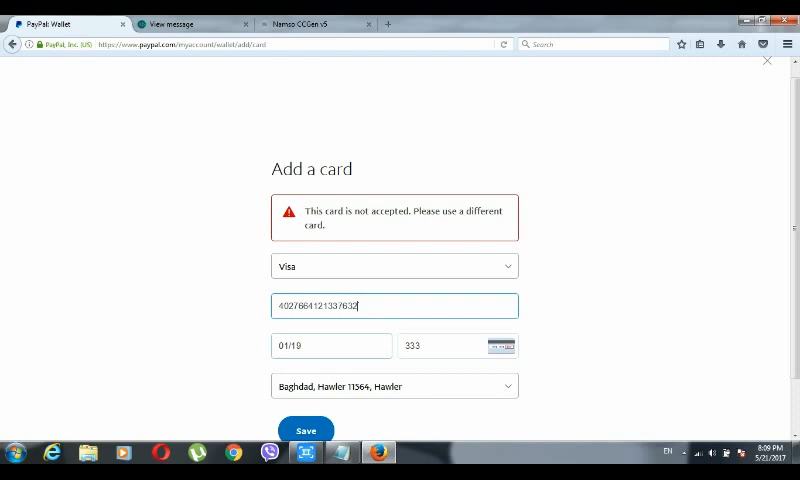 PayPal: Wallet
View message
Namso CCGen v5
PayPal, Inc. (US)
https://www.paypal.com/myaccount/wallet/add/card
Search
Add a card
This card is not accepted. Please use a different
card.
Visa
4027664121337632
01/19
333
Baghdad, Hawler 11564, Hawler
Save
EN
8:09 PM
5/21/2017